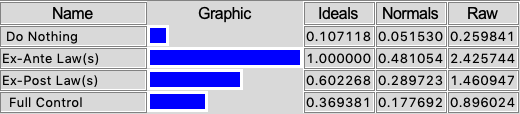 Name Graphic Ideals Normals Raw
Do Nothing 0.107118 0.051530 0.259841
Ex-Ante Law(s) 1.000000 0.481054 2.425744
Ex-Post Law(s) 0.602268 0.289723 1.460947
Full Control 0.369381 0.177692 0.896024